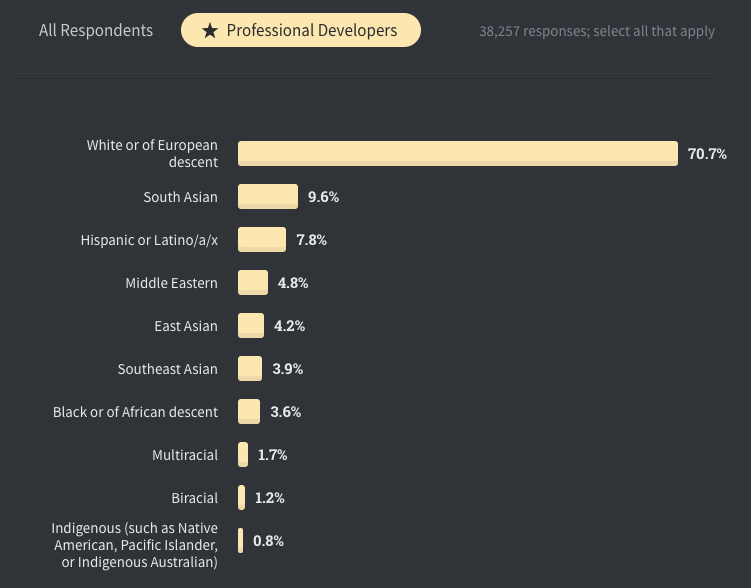 All Respondents
Professional Developers
38,257 responses; select all that apply
White or of European
descent
70.7%
South Asian
9.6%
Hispanic or Latino/a/x
7.8%
Middle Eastern
4.8%
East Asian
4.2%
Southeast Asian
3.9%
Black or of African descent
3.6%
Multiracial
1.7%
Biracial
1.2%
Indigenous (such as Native
American, Pacific Islander,
or Indigenous Australian)
0.8%